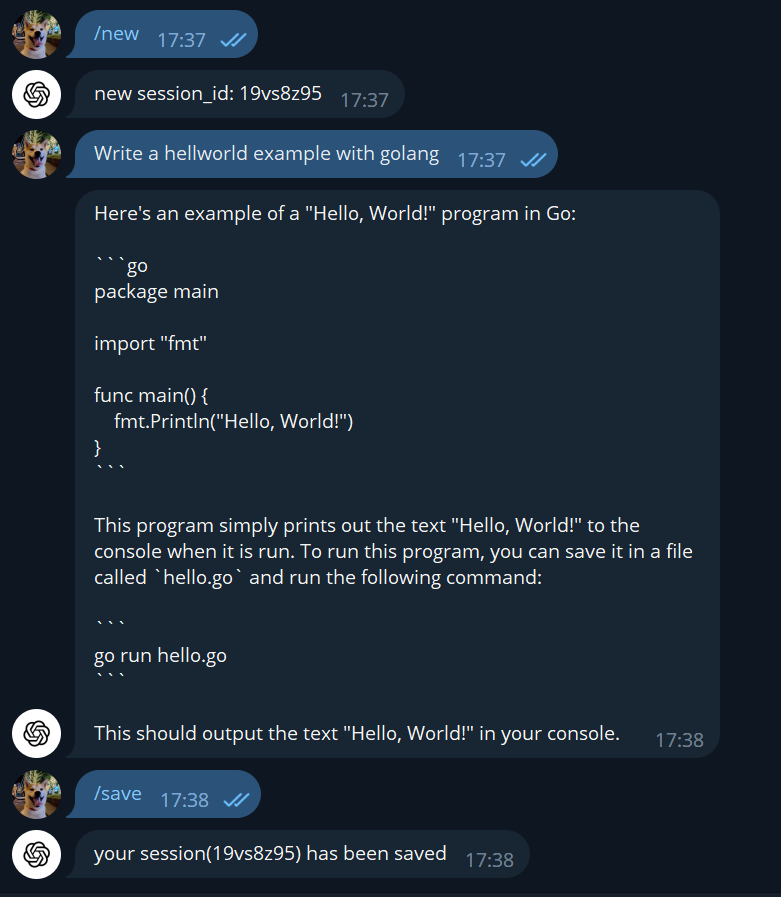 /new 17:37
new session_id: 19vs8z95 17:37
Write a hellworld example with golang 17:37
Here's an example of a "Hello, World!" program in Go:
```go
package main
import "fmt"
func main() {
    fmt.Println("Hello, World!")
}
```
This program simply prints out the text "Hello, World!" to the
console when it is run. To run this program, you can save it in a file
called `hello.go` and run the following command:
```
go run hello.go
```
This should output the text "Hello, World!" in your console. 17:38
/save 17:38
your session(19vs8z95) has been saved 17:38